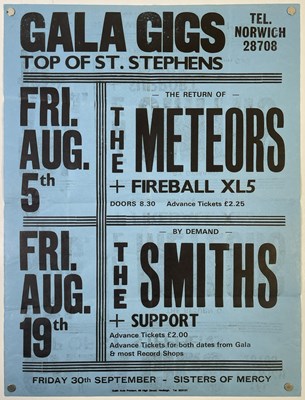 GALA GIGS
TEL.
NORWICH
28708
TOP OF ST. STEPHENS
FRI.
AUG.
5th
— THE RETURN OF —
THE METEORS
+ FIREBALL XL5
DOORS 8.30 Advance Tickets £2.25
FRI.
AUG.
19th
— BY DEMAND —
THE SMITHS
+ SUPPORT
Advance Tickets £2.00
Advance Tickets for both dates from Gala
& most Record Shops
FRIDAY 30th SEPTEMBER - SISTERS OF MERCY